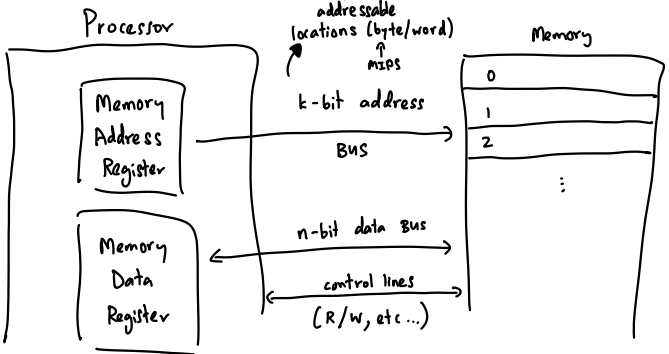 Processor
addressable
locations (byte/word)
MIPS
Memory
Memory
Address
Register
k-bit address
BUS
0
1
2
Memory
Data
Register
n-bit data BUS
control lines
(R/W, etc...)